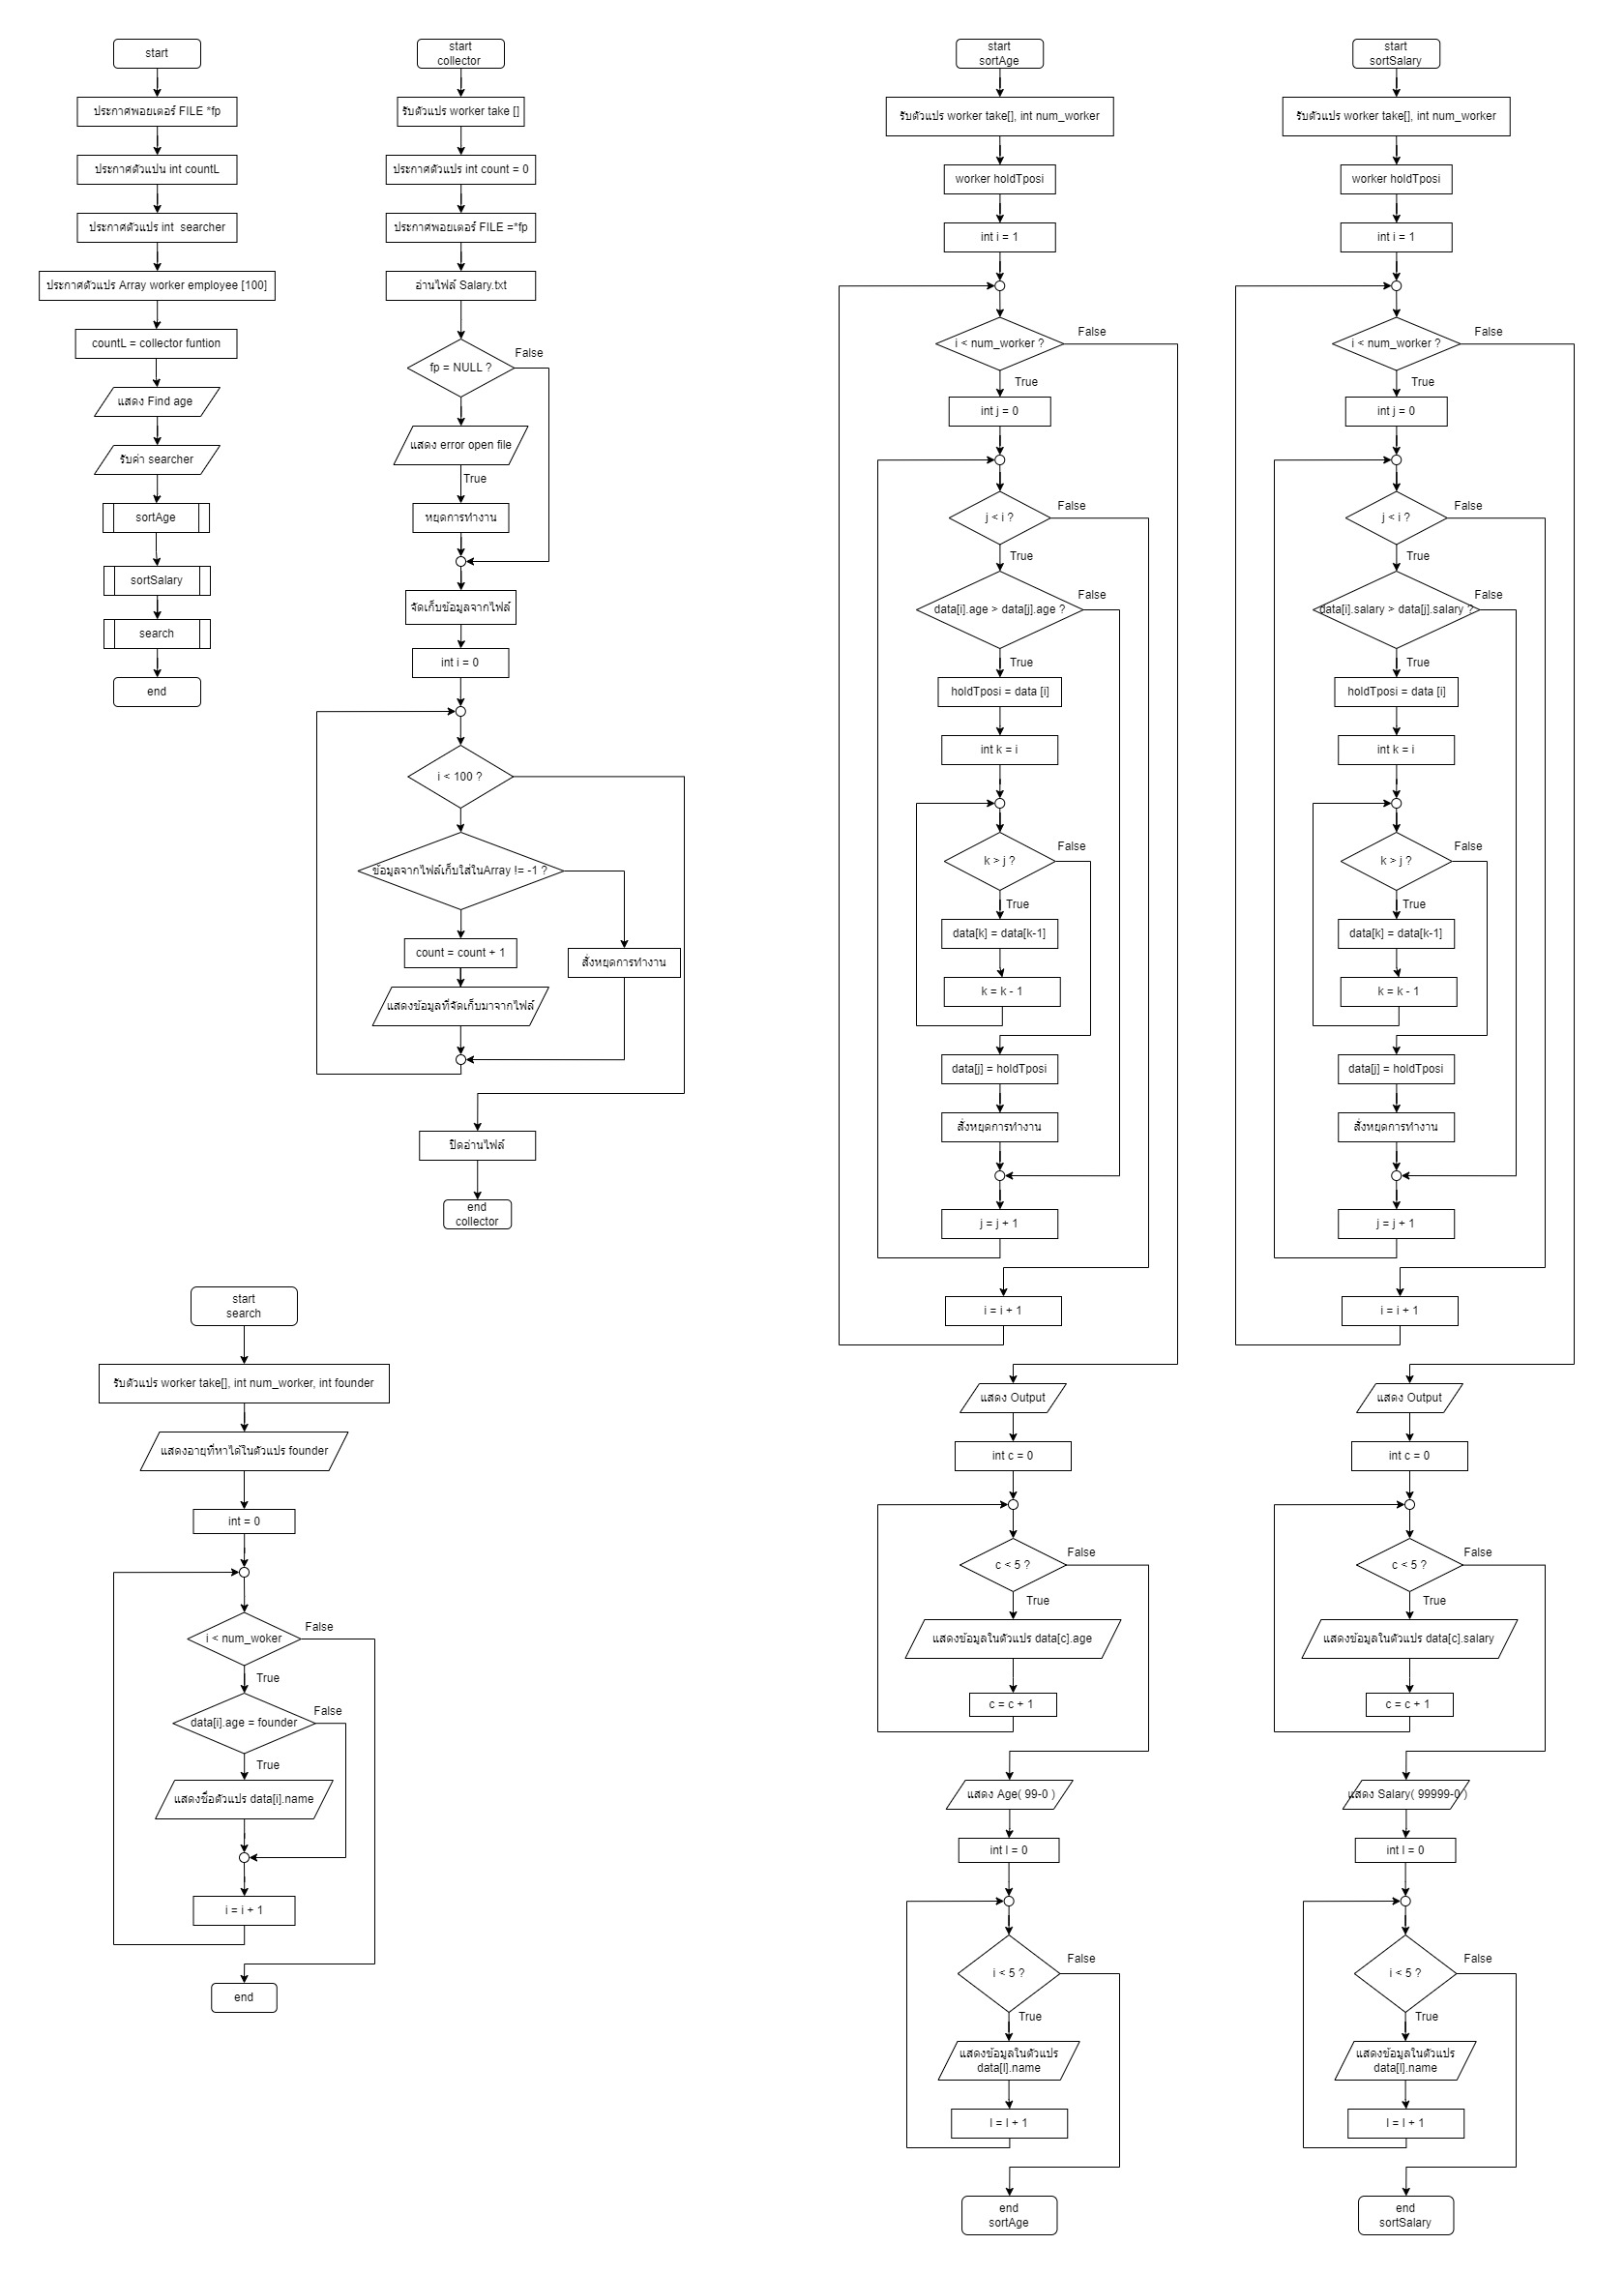 start
ประกาศพอยเตอร์ FILE *fp
ประกาศตัวแปน int countL
ประกาศตัวแปร int  searcher
ประกาศตัวแปร Array worker employee [100]
countL = collector funtion
แสดง Find age
รับค่า searcher
sortAge
sortSalary
search
end
start
collector
รับตัวแปร worker take []
ประกาศตัวแปร int count = 0
ประกาศพอยเตอร์ FILE =*fp
อ่านไฟล์ Salary.txt
fp = NULL ?
False
แสดง error open file
True
หยุดการทำงาน
จัดเก็บข้อมูลจากไฟล์
int i = 0
i < 100 ?
ข้อมูลจากไฟล์เก็บใส่ในArray != -1 ?
count = count + 1
สั่งหยุดการทำงาน
แสดงข้อมูลที่จัดเก็บมาจากไฟล์
ปิดอ่านไฟล์
end
collector
start
search
รับตัวแปร worker take[], int num_worker, int founder
แสดงอายุที่หาได้ในตัวแปร founder
int = 0
i < num_woker
False
True
data[i].age = founder
False
True
แสดงชื่อตัวแปร data[i].name
i = i + 1
end
start
sortAge
รับตัวแปร worker take[], int num_worker
worker holdTposi
int i = 1
i < num_worker ?
False
True
int j = 0
j < i ?
False
True
data[i].age > data[j].age ?
False
True
holdTposi = data [i]
int k = i
k > j ?
False
True
data[k] = data[k-1]
k = k - 1
data[j] = holdTposi
สั่งหยุดการทำงาน
j = j + 1
i = i + 1
แสดง Output
int c = 0
c < 5 ?
False
True
แสดงข้อมูลในตัวแปร data[c].age
c = c + 1
แสดง Age( 99-0 )
int l = 0
i < 5 ?
False
True
แสดงข้อมูลในตัวแปร
data[l].name
l = l + 1
end
sortAge
start
sortSalary
รับตัวแปร worker take[], int num_worker
worker holdTposi
int i = 1
i < num_worker ?
False
True
int j = 0
j < i ?
False
True
data[i].salary > data[j].salary ?
False
True
holdTposi = data [i]
int k = i
k > j ?
False
True
data[k] = data[k-1]
k = k - 1
data[j] = holdTposi
สั่งหยุดการทำงาน
j = j + 1
i = i + 1
แสดง Output
int c = 0
c < 5 ?
False
True
แสดงข้อมูลในตัวแปร data[c].salary
c = c + 1
แสดง Salary( 99999-0 )
int l = 0
i < 5 ?
False
True
แสดงข้อมูลในตัวแปร
data[l].name
l = l + 1
end
sortSalary